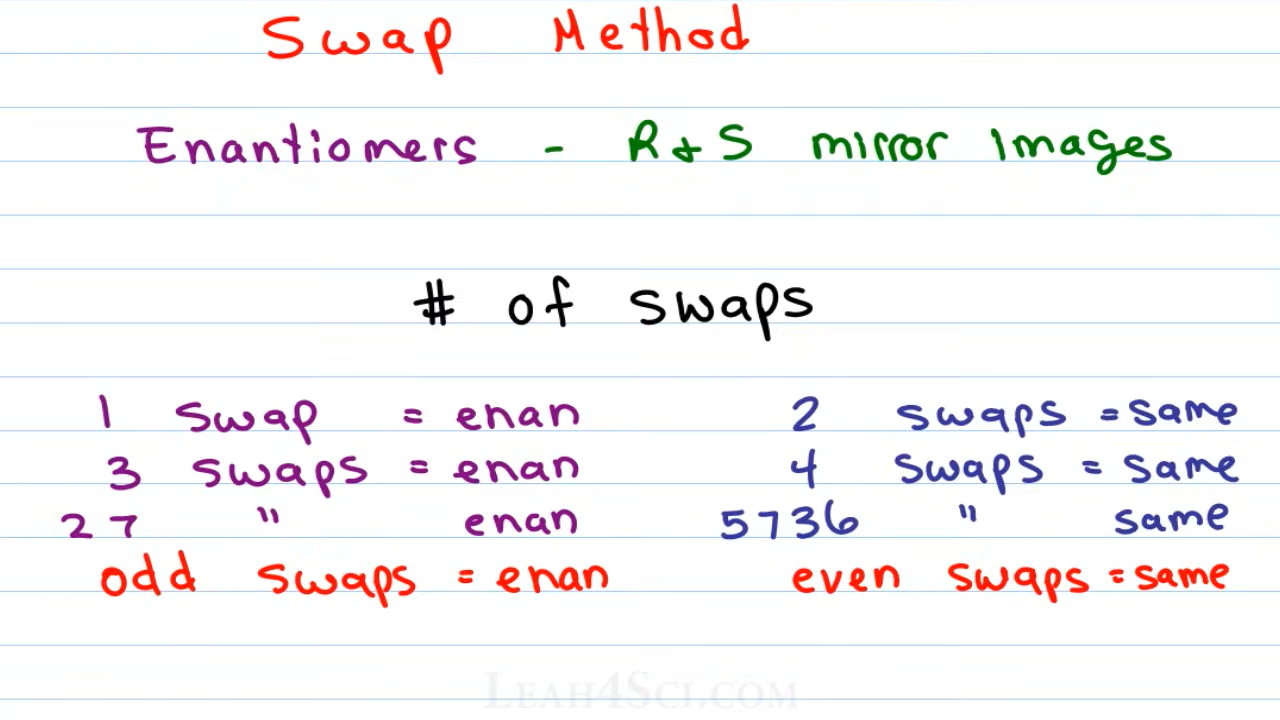 Swap Method
Enantiomers - R & S mirror images
# of swaps
1 swap = enan 2 swaps = same
3 swaps = enan 4 swaps = same
27 " enan 5736 " same
odd swaps = enan even swaps = same
LEAH4SCI.COM